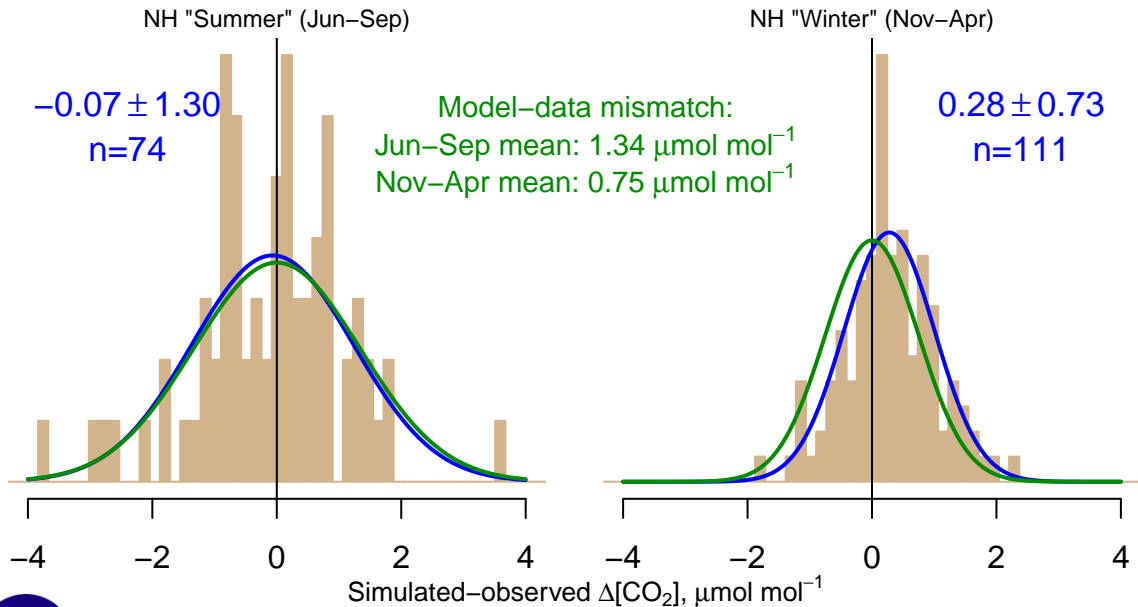 NH "Summer" (Jun−Sep)
NH "Winter" (Nov−Apr)
−0.07 ± 1.30
n=74
Model−data mismatch:
Jun−Sep mean: 1.34 μmol mol⁻¹
Nov−Apr mean: 0.75 μmol mol⁻¹
0.28 ± 0.73
n=111
−4 −2 0 2 4
−4 −2 0 2 4
Simulated−observed Δ[CO₂], μmol mol⁻¹